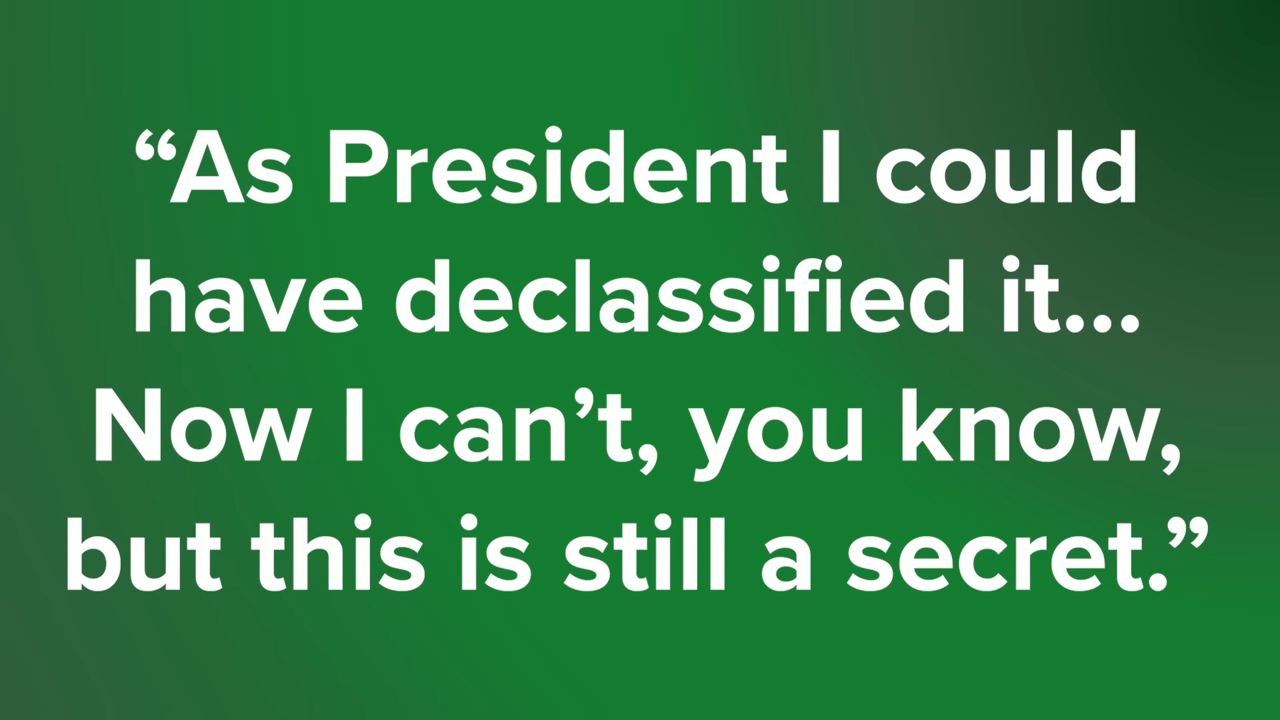 “As President I could
have declassified it...
Now I can’t, you know,
but this is still a secret.”